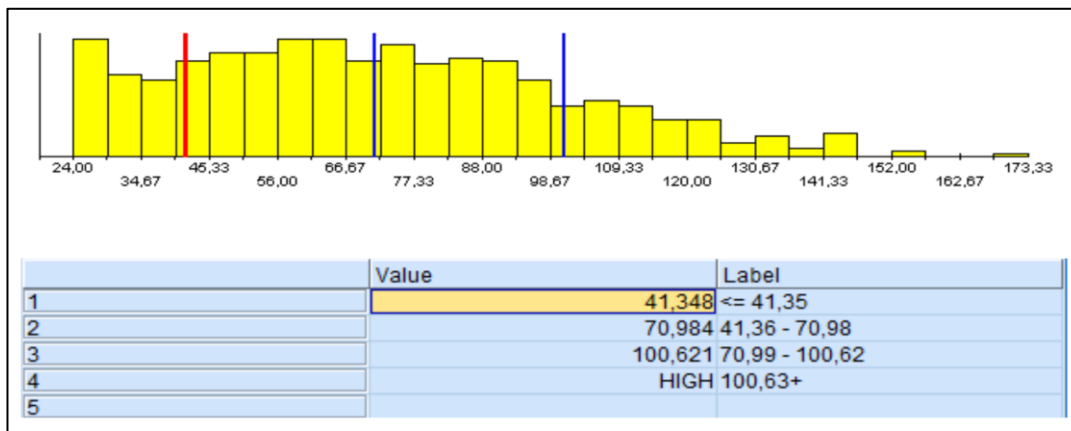 24,00 45,33 66,67 88,00 109,33 130,67 152,00 173,33
34,67 56,00 77,33 98,67 120,00 141,33 162,67
Value Label
1 41,348 <= 41,35
2 70,984 41,36 - 70,98
3 100,621 70,99 - 100,62
4 HIGH 100,63+
5